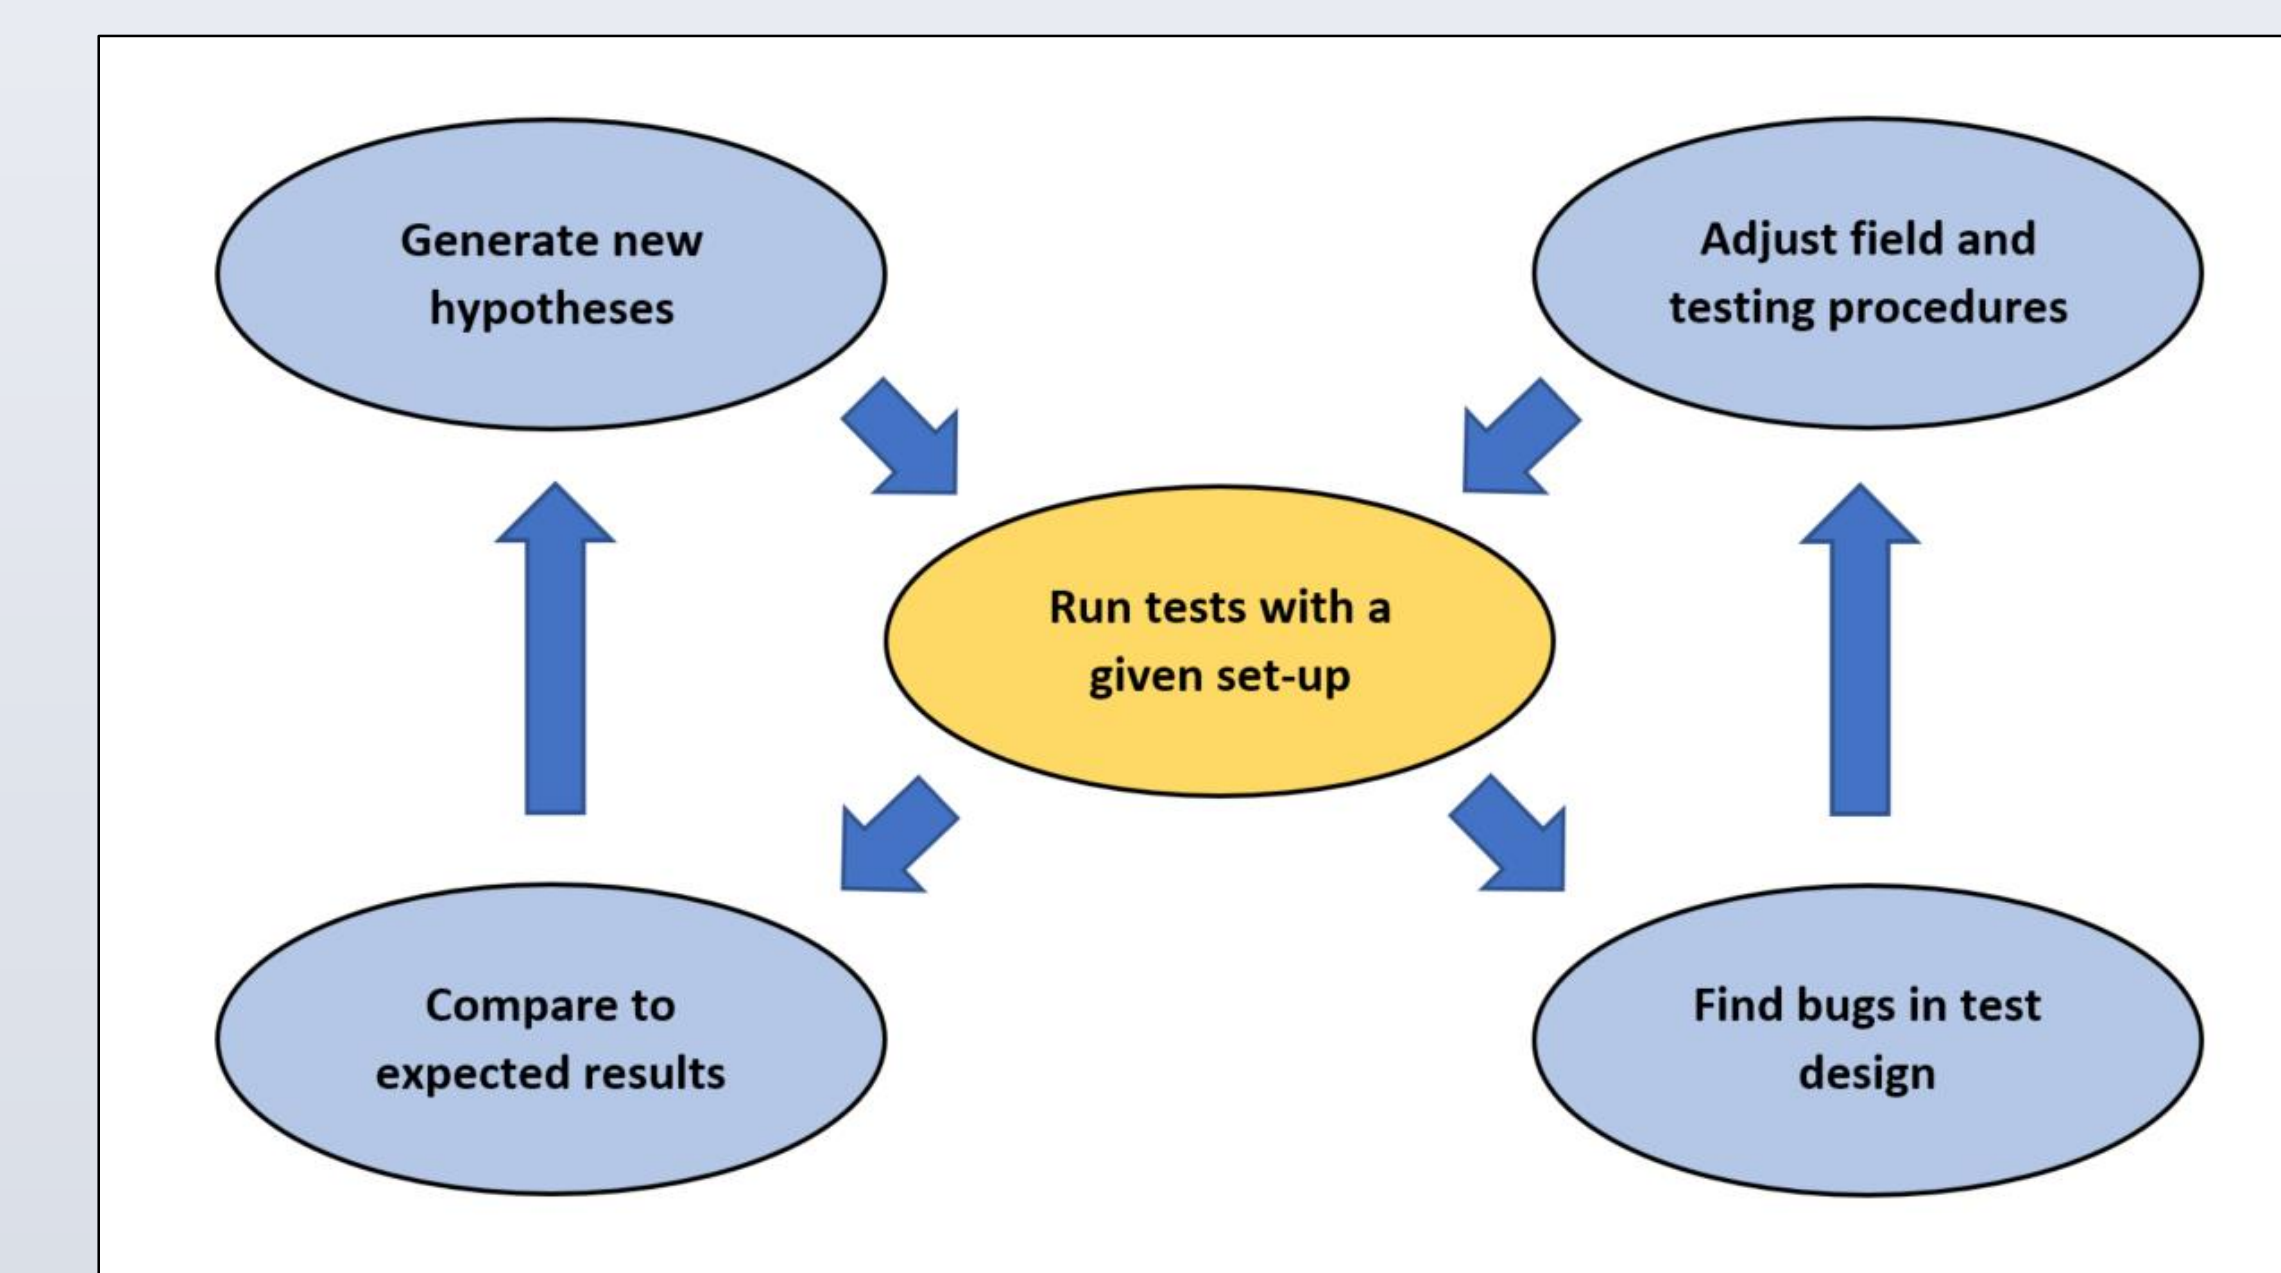 Generate new
hypotheses
Adjust field and
testing procedures
Run tests with a
given set-up
Compare to
expected results
Find bugs in test
design